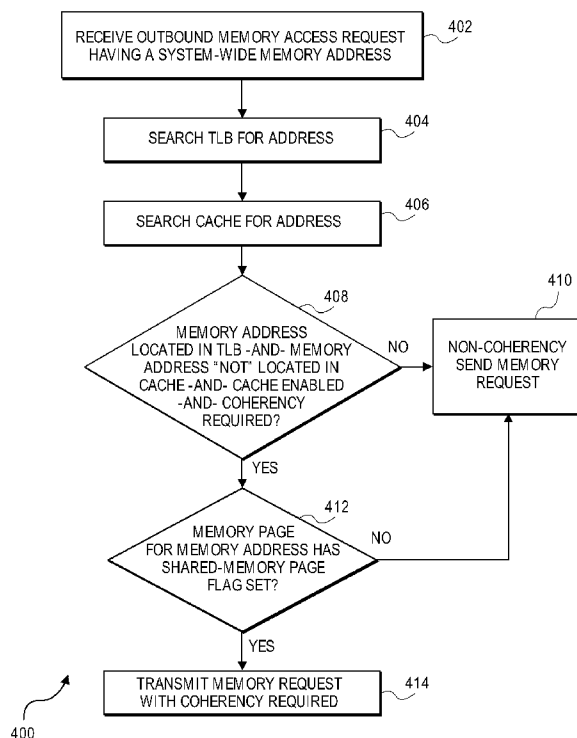 RECEIVE OUTBOUND MEMORY ACCESS REQUEST
HAVING A SYSTEM-WIDE MEMORY ADDRESS
402
SEARCH TLB FOR ADDRESS
404
SEARCH CACHE FOR ADDRESS
406
408
MEMORY ADDRESS
LOCATED IN TLB -AND- MEMORY
ADDRESS "NOT" LOCATED IN
CACHE -AND- CACHE ENABLED
-AND- COHERENCY
REQUIRED?
NO
410
NON-COHERENCY
SEND MEMORY
REQUEST
YES
412
MEMORY PAGE
FOR MEMORY ADDRESS HAS
SHARED-MEMORY PAGE
FLAG SET?
NO
YES
TRANSMIT MEMORY REQUEST
WITH COHERENCY REQUIRED
414
400